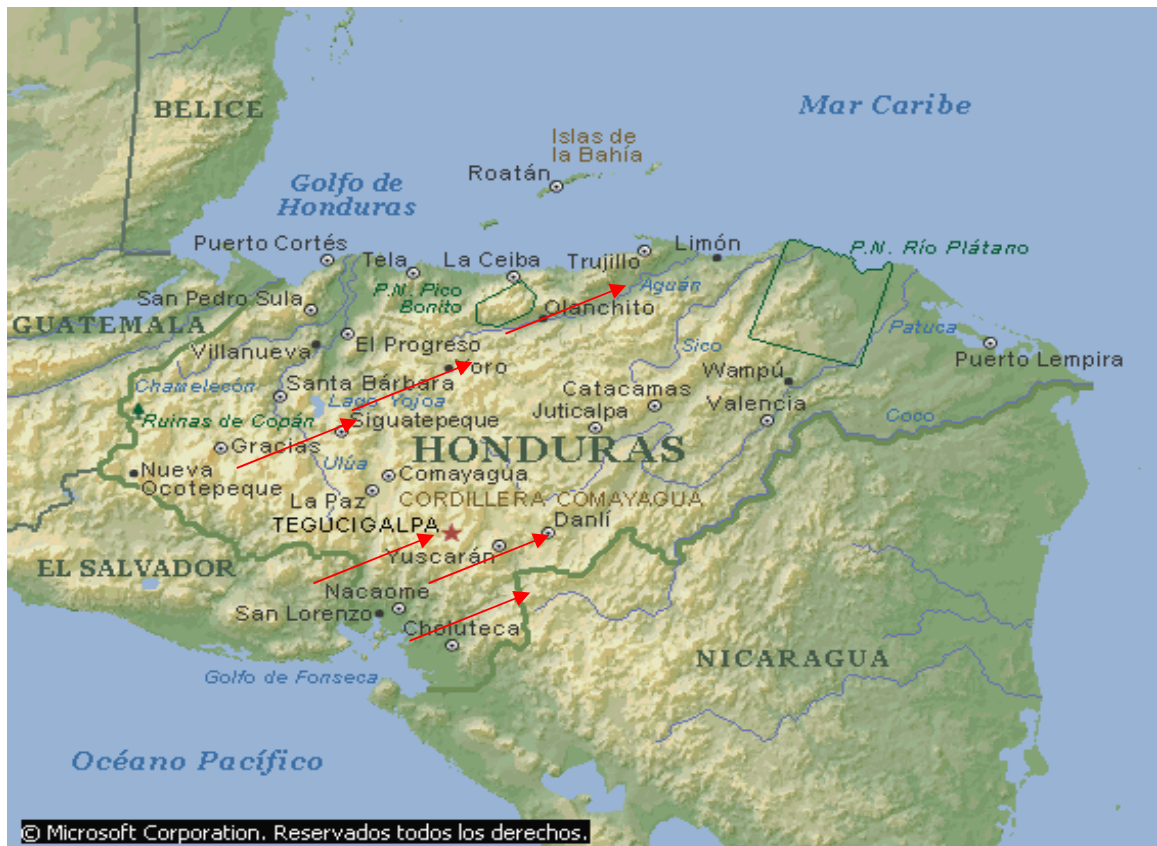 BELICE
Mar Caribe
Islas de
la Bahía
Roatán
Golfo de
Honduras
Puerto Cortés
Tela
La Ceiba
Trujillo
Limón
P.N. Río Plátano
P.N. Pico
Bonito
Aguán
San Pedro Sula
Olanchito
GUATEMALA
Patuca
El Progreso
Sico
Villanueva
Puerto Lempira
Yoro
Wampú
Chamelecón
Santa Bárbara
Catacamas
Lago Yojoa
Juticalpa
Valencia
Coco
Ruinas de Copán
Siguatepeque
Gracias
HONDURAS
Ulúa
Nueva
Ocotepeque
Comayagua
La Paz
CORDILLERA COMAYAGUA
TEGUCIGALPA
Danlí
Yuscarán
EL SALVADOR
Nacaome
San Lorenzo
Choluteca
NICARAGUA
Golfo de Fonseca
Océano Pacífico
© Microsoft Corporation. Reservados todos los derechos.